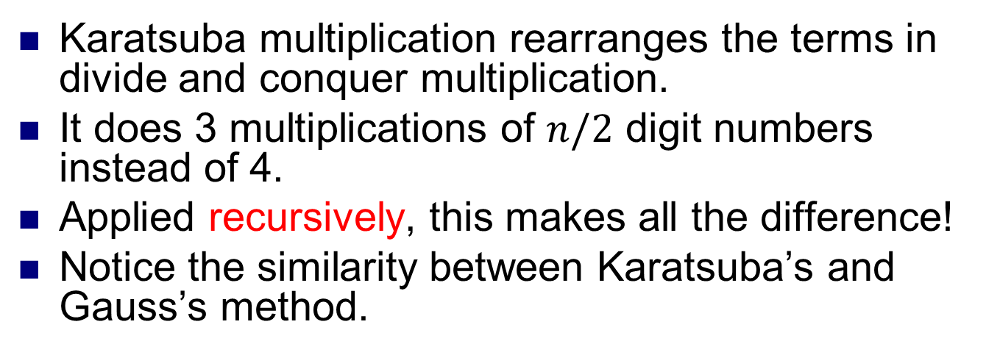 Karatsuba multiplication rearranges the terms in
divide and conquer multiplication.
It does 3 multiplications of n/2 digit numbers
instead of 4.
Applied recursively, this makes all the difference!
Notice the similarity between Karatsuba’s and
Gauss’s method.